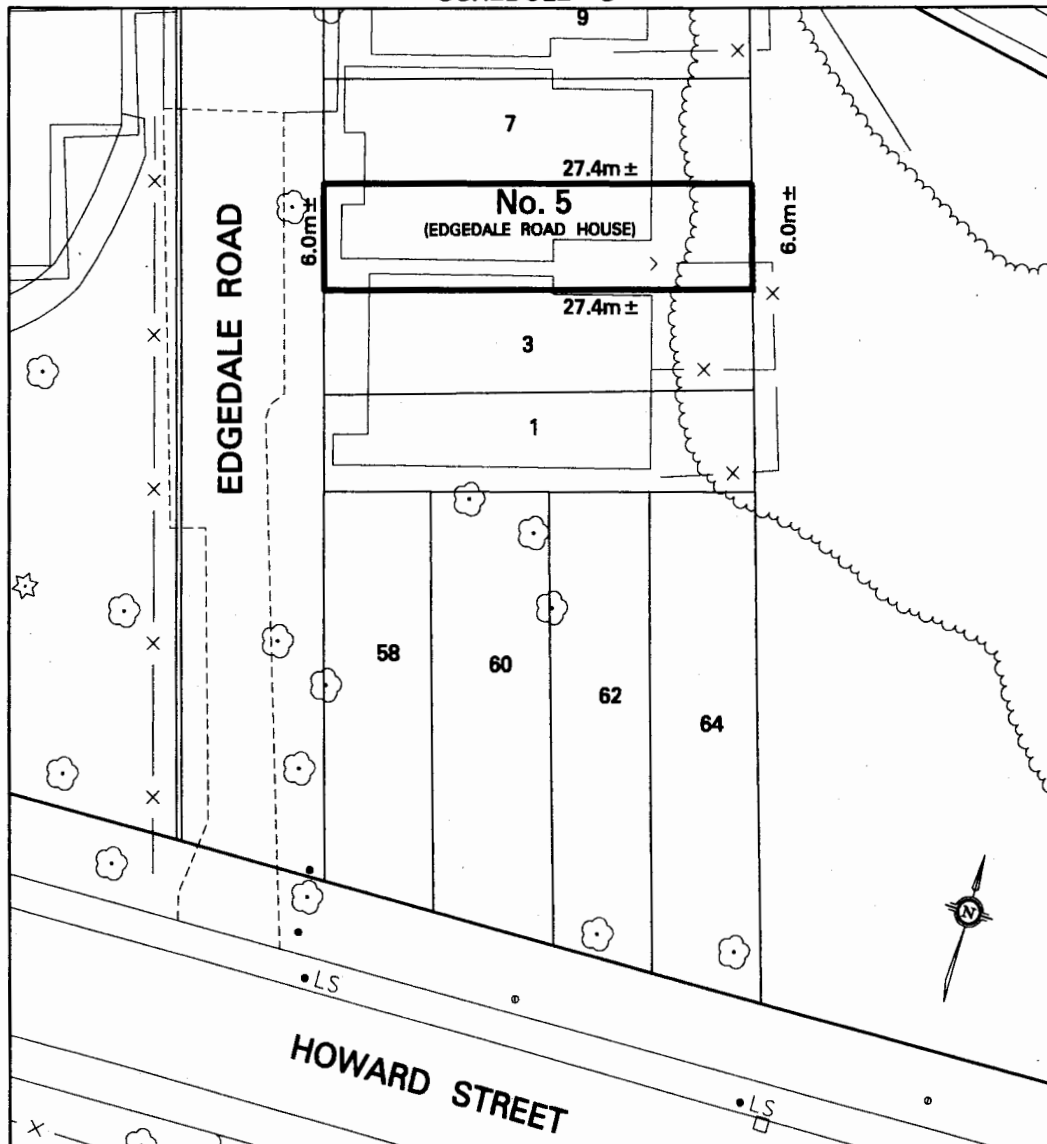 9
7
27.4m ±
No. 5
(EDGEDALE ROAD HOUSE)
6.0m ±
6.0m ±
27.4m ±
EDGEDALE ROAD
3
1
58
60
62
64
N
LS
HOWARD STREET
LS